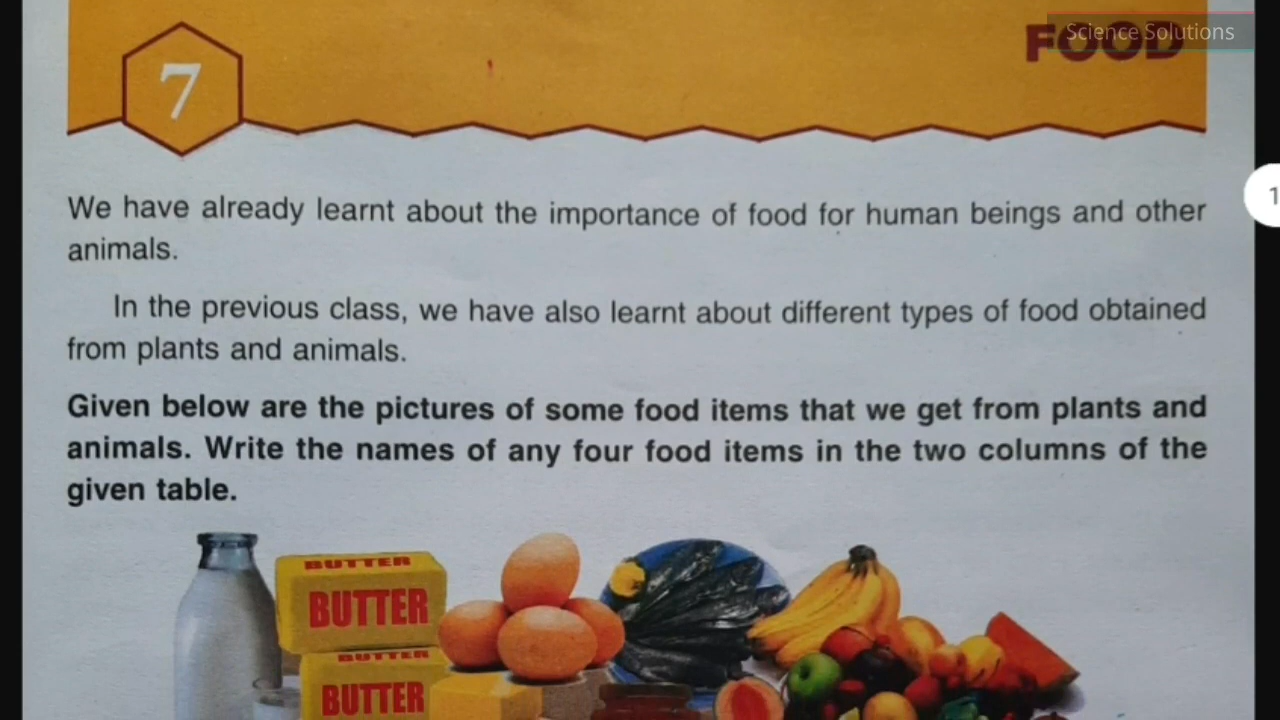 Science Solutions
FOOD
7
1
We have already learnt about the importance of food for human beings and other
animals.
In the previous class, we have also learnt about different types of food obtained
from plants and animals.
Given below are the pictures of some food items that we get from plants and
animals. Write the names of any four food items in the two columns of the
given table.
BUTTER
BUTTER
BUTTER
BUTTER